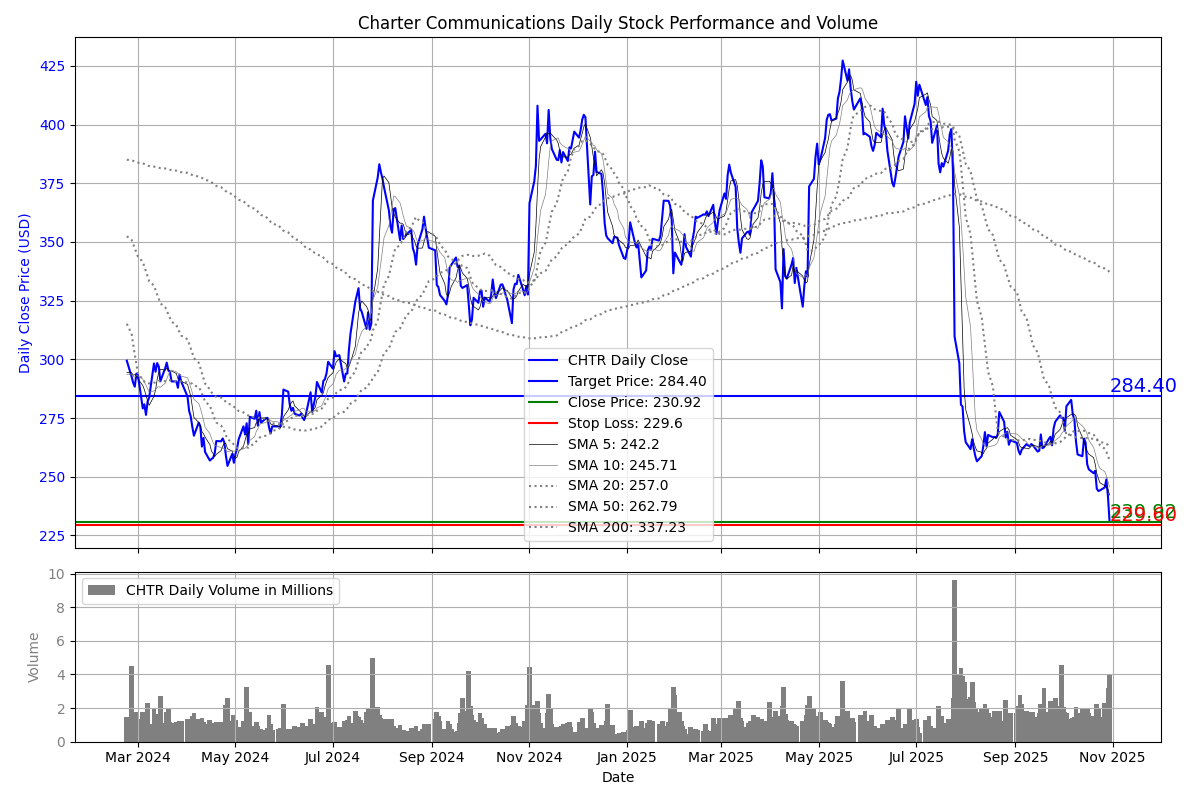 Charter Communications Daily Stock Performance and Volume
Daily Close Price (USD)
425
400
375
350
325
300
275
250
225
284.40
230.92
229.60
CHTR Daily Close
Target Price: 284.40
Close Price: 230.92
Stop Loss: 229.6
SMA 5: 242.2
SMA 10: 245.71
SMA 20: 257.0
SMA 50: 262.79
SMA 200: 337.23
Volume
10
8
6
4
2
0
CHTR Daily Volume in Millions
Mar 2024 May 2024 Jul 2024 Sep 2024 Nov 2024 Jan 2025 Mar 2025 May 2025 Jul 2025 Sep 2025 Nov 2025
Date